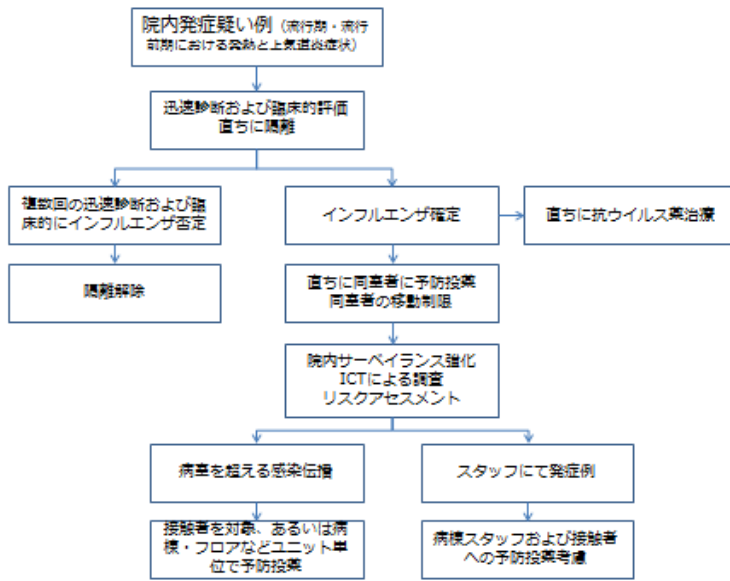 院内発症疑い例（流行期・流行
前期における発熱と上気道炎症状）
迅速診断および臨床的評価
直ちに隔離
複数回の迅速診断および臨
床的にインフルエンザ否定
インフルエンザ確定
直ちに抗ウイルス薬治療
隔離解除
直ちに同室者に予防投薬
同室者の移動制限
院内サーベイランス強化
ICTによる調査
リスクアセスメント
病室を超える感染伝播
スタッフにて発症例
接触者を対象、あるいは病
棟・フロアなどユニット単
位で予防投薬
病棟スタッフおよび接触者
への予防投薬考慮